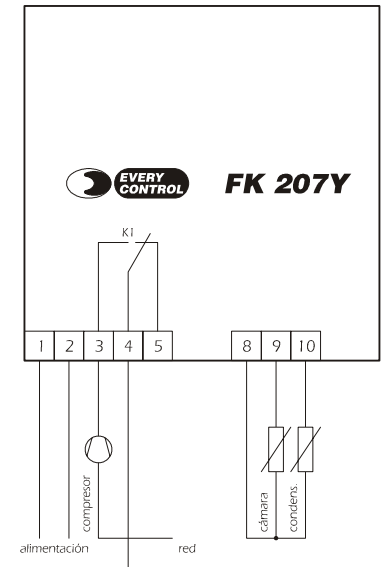 EVERY
CONTROL
FK 207Y
K1
1 2 3 4 5 8 9 10
compresor
cámara
condens.
alimentación
red